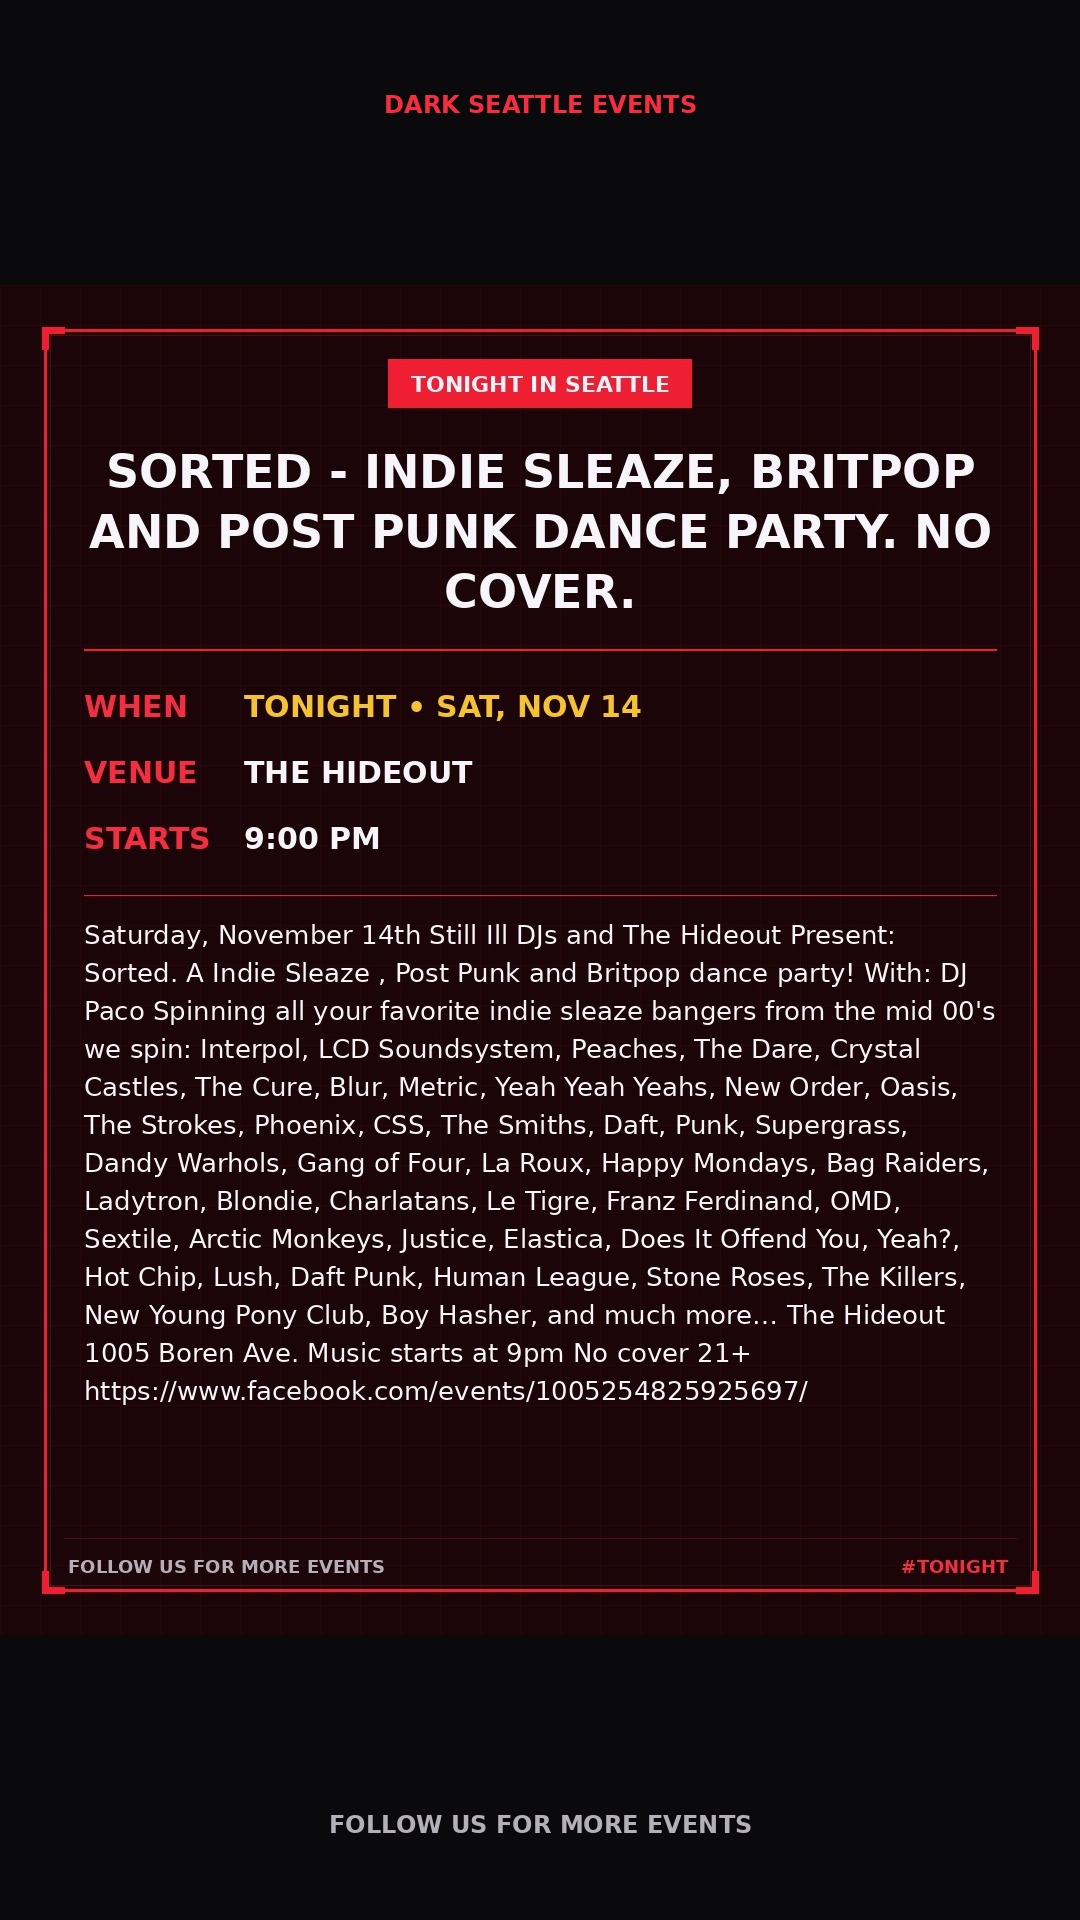 DARK SEATTLE EVENTS
TONIGHT IN SEATTLE
SORTED - INDIE SLEAZE, BRITPOP
AND POST PUNK DANCE PARTY. NO
COVER.
WHEN TONIGHT • SAT, NOV 14
VENUE THE HIDEOUT
STARTS 9:00 PM
Saturday, November 14th Still Ill DJs and The Hideout Present:
Sorted. A Indie Sleaze , Post Punk and Britpop dance party! With: DJ
Paco Spinning all your favorite indie sleaze bangers from the mid 00's
we spin: Interpol, LCD Soundsystem, Peaches, The Dare, Crystal
Castles, The Cure, Blur, Metric, Yeah Yeah Yeahs, New Order, Oasis,
The Strokes, Phoenix, CSS, The Smiths, Daft, Punk, Supergrass,
Dandy Warhols, Gang of Four, La Roux, Happy Mondays, Bag Raiders,
Ladytron, Blondie, Charlatans, Le Tigre, Franz Ferdinand, OMD,
Sextile, Arctic Monkeys, Justice, Elastica, Does It Offend You, Yeah?,
Hot Chip, Lush, Daft Punk, Human League, Stone Roses, The Killers,
New Young Pony Club, Boy Hasher, and much more... The Hideout
1005 Boren Ave. Music starts at 9pm No cover 21+
https://www.facebook.com/events/1005254825925697/
FOLLOW US FOR MORE EVENTS #TONIGHT
FOLLOW US FOR MORE EVENTS